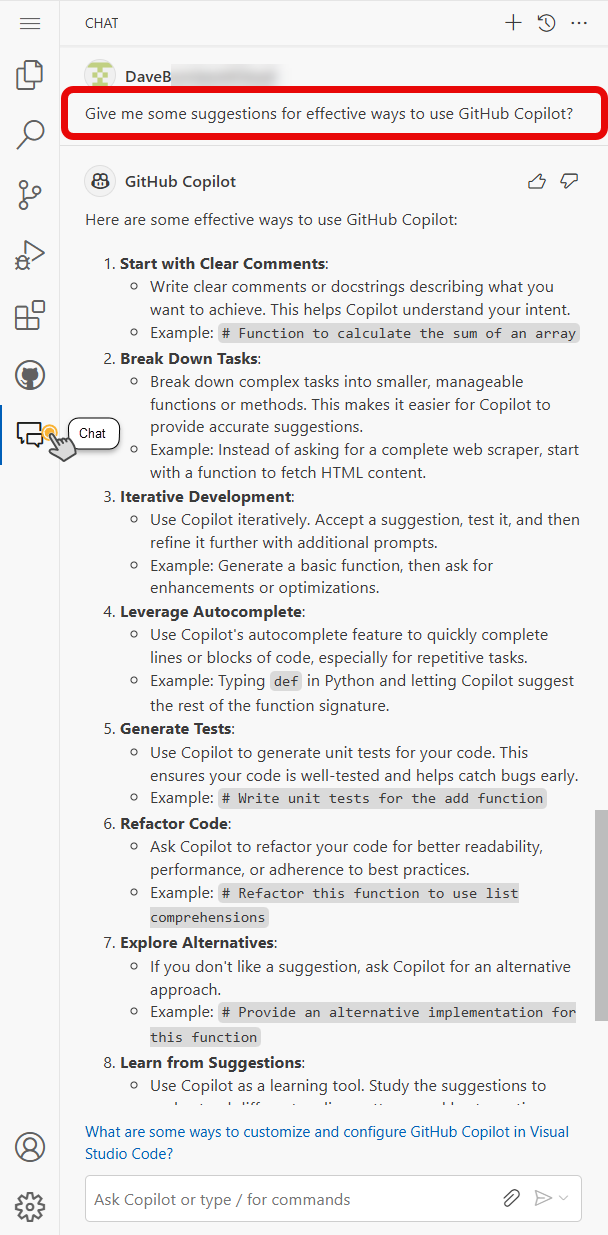 CHAT
DaveB
Give me some suggestions for effective ways to use GitHub Copilot?
GitHub Copilot
Here are some effective ways to use GitHub Copilot:
1. Start with Clear Comments:
Write clear comments or docstrings describing what you
want to achieve. This helps Copilot understand your intent.
Example: # Function to calculate the sum of an array
2. Break Down Tasks:
Break down complex tasks into smaller, manageable
functions or methods. This makes it easier for Copilot to
provide accurate suggestions.
Example: Instead of asking for a complete web scraper, start
with a function to fetch HTML content.
3. Iterative Development:
Use Copilot iteratively. Accept a suggestion, test it, and then
refine it further with additional prompts.
Example: Generate a basic function, then ask for
enhancements or optimizations.
4. Leverage Autocomplete:
Use Copilot's autocomplete feature to quickly complete
lines or blocks of code, especially for repetitive tasks.
Example: Typing def in Python and letting Copilot suggest
the rest of the function signature.
5. Generate Tests:
Use Copilot to generate unit tests for your code. This
ensures your code is well-tested and helps catch bugs early.
Example: # Write unit tests for the add function
6. Refactor Code:
Ask Copilot to refactor your code for better readability,
performance, or adherence to best practices.
Example: # Refactor this function to use list
comprehensions
7. Explore Alternatives:
If you don't like a suggestion, ask Copilot for an alternative
approach.
Example: # Provide an alternative implementation for
this function
8. Learn from Suggestions:
Use Copilot as a learning tool. Study the suggestions to
Chat
What are some ways to customize and configure GitHub Copilot in Visual
Studio Code?
Ask Copilot or type / for commands